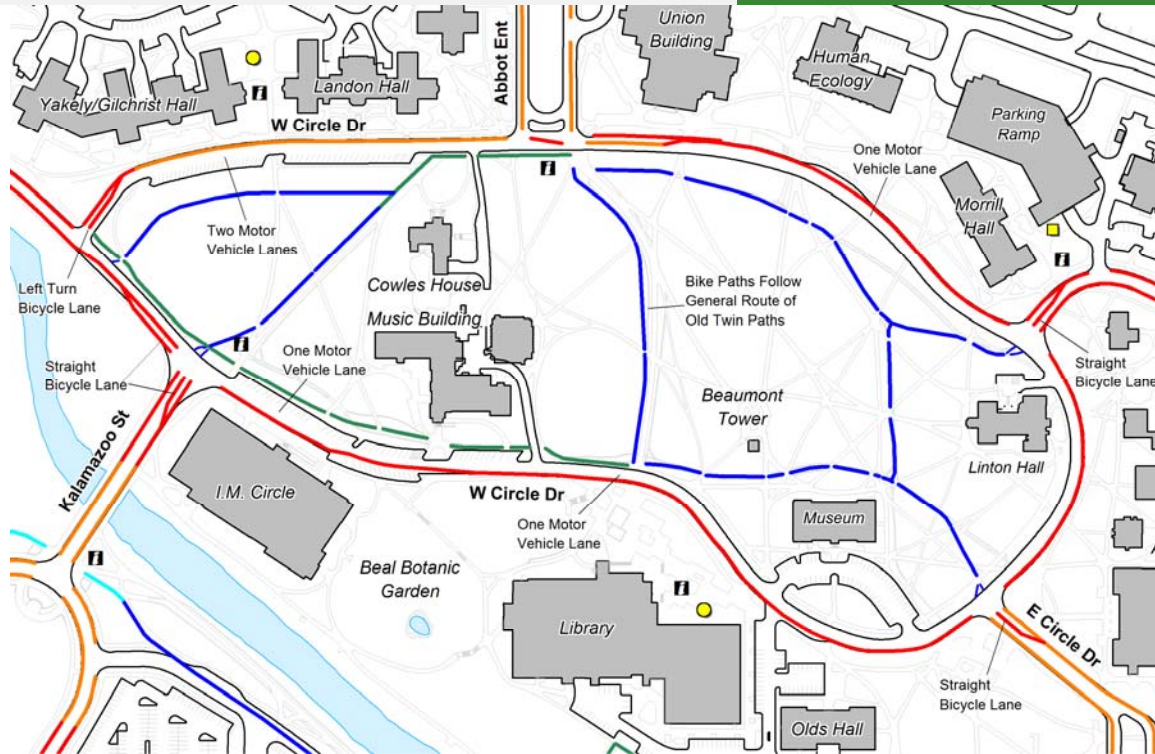 Union
Building
Human
Ecology
Abbot Ent
Yakely/Gilchrist Hall
i
Landon Hall
Parking
Ramp
W Circle Dr
One Motor
Vehicle Lane
i
Morrill
Hall
i
Two Motor
Vehicle Lanes
Cowles House
Bike Paths Follow
General Route of
Old Twin Paths
Left Turn
Bicycle Lane
Music Building
i
One Motor
Vehicle Lane
Straight
Bicycle Lane
Straight
Bicycle Lane
Beaumont
Tower
Linton Hall
Kalamazoo St
I.M. Circle
W Circle Dr
One Motor
Vehicle Lane
Museum
i
Beal Botanic
Garden
i
Library
E Circle Dr
Straight
Bicycle Lane
Olds Hall